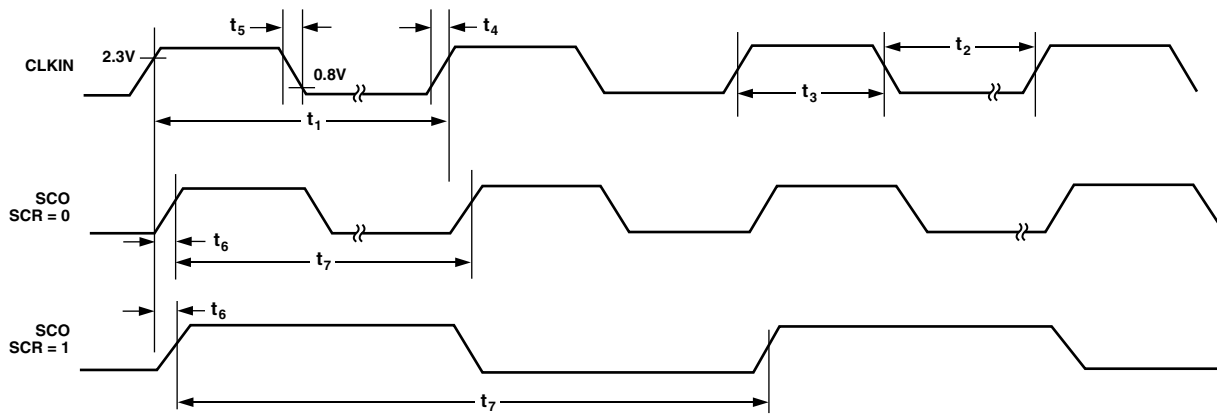 t5
t4
CLKIN
2.3V
0.8V
t2
t3
t1
SCO
SCR = 0
t6
t7
t6
SCO
SCR = 1
t7